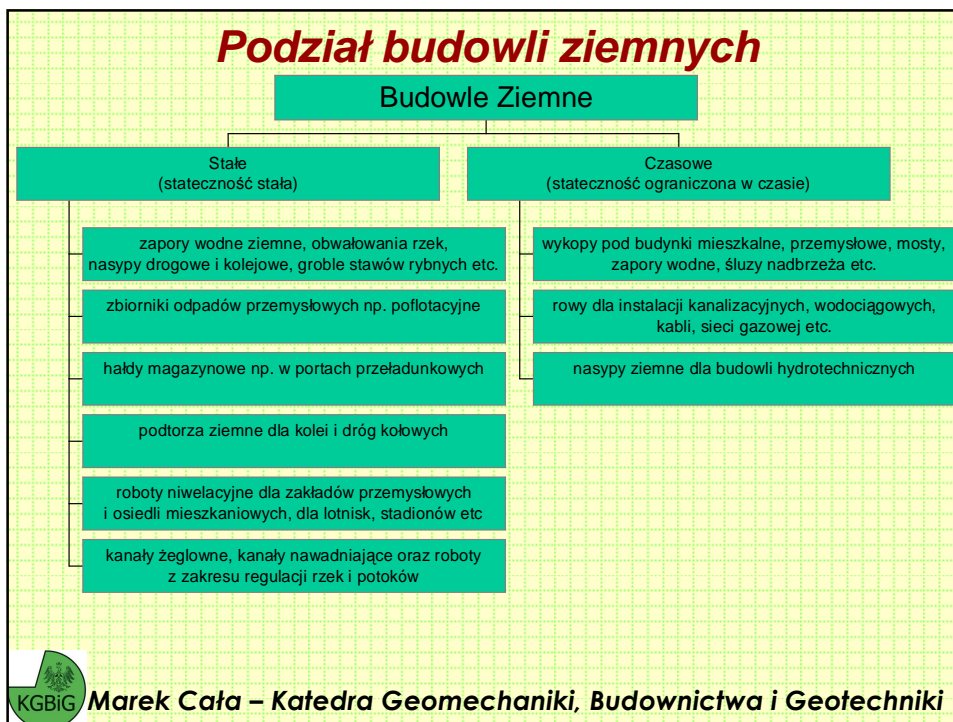 Podział budowli ziemnych
Budowle Ziemne
Stałe
(stateczność stała)
zapory wodne ziemne, obwałowania rzek,
nasypy drogowe i kolejowe, groble stawów rybnych etc.
zbiorniki odpadów przemysłowych np. poflotacyjne
hałdy magazynowe np. w portach przeładunkowych
podtorza ziemne dla kolei i dróg kołowych
roboty niwelacyjne dla zakładów przemysłowych
i osiedli mieszkaniowych, dla lotnisk, stadionów etc
kanały żeglowne, kanały nawadniające oraz roboty
z zakresu regulacji rzek i potoków
Czasowe
(stateczność ograniczona w czasie)
wykopy pod budynki mieszkalne, przemysłowe, mosty,
zapory wodne, śluzy nadbrzeża etc.
rowy dla instalacji kanalizacyjnych, wodociągowych,
kabli, sieci gazowej etc.
nasypy ziemne dla budowli hydrotechnicznych
KGBiG
Marek Cała – Katedra Geomechaniki, Budownictwa i Geotechniki